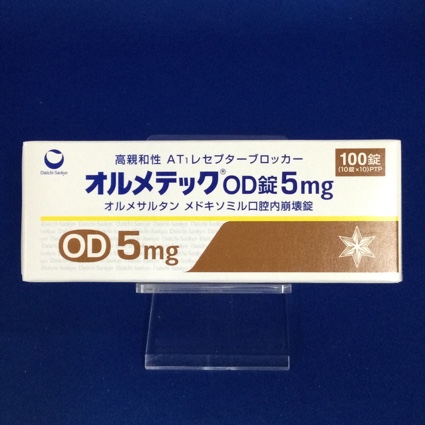 Daiichi-Sankyo
高親和性 AT₁レセプターブロッカー
オルメテック®OD錠5mg
オルメサルタン メドキソミル口腔内崩壊錠
100錠
(10錠×10)PTP
OD 5mg